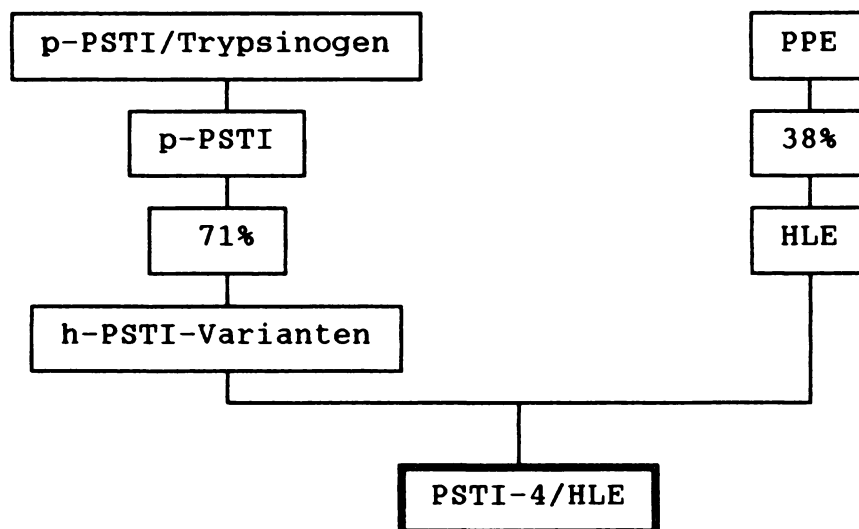 p-PSTI/Trypsinogen
PPE
p-PSTI
38%
71%
HLE
h-PSTI-Varianten
PSTI-4/HLE